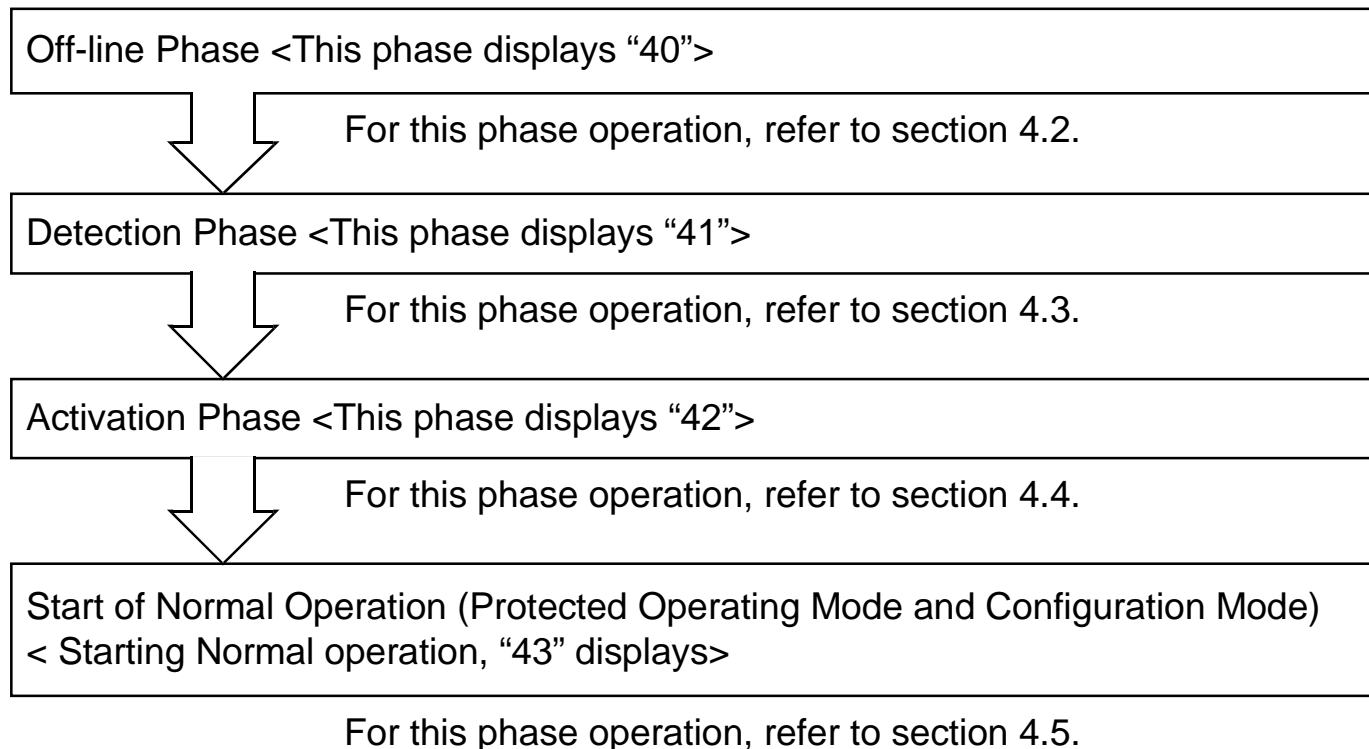 Off-line Phase <This phase displays “40”>
For this phase operation, refer to section 4.2.
Detection Phase <This phase displays “41”>
For this phase operation, refer to section 4.3.
Activation Phase <This phase displays “42”>
For this phase operation, refer to section 4.4.
Start of Normal Operation (Protected Operating Mode and Configuration Mode)
< Starting Normal operation, “43” displays>
For this phase operation, refer to section 4.5.